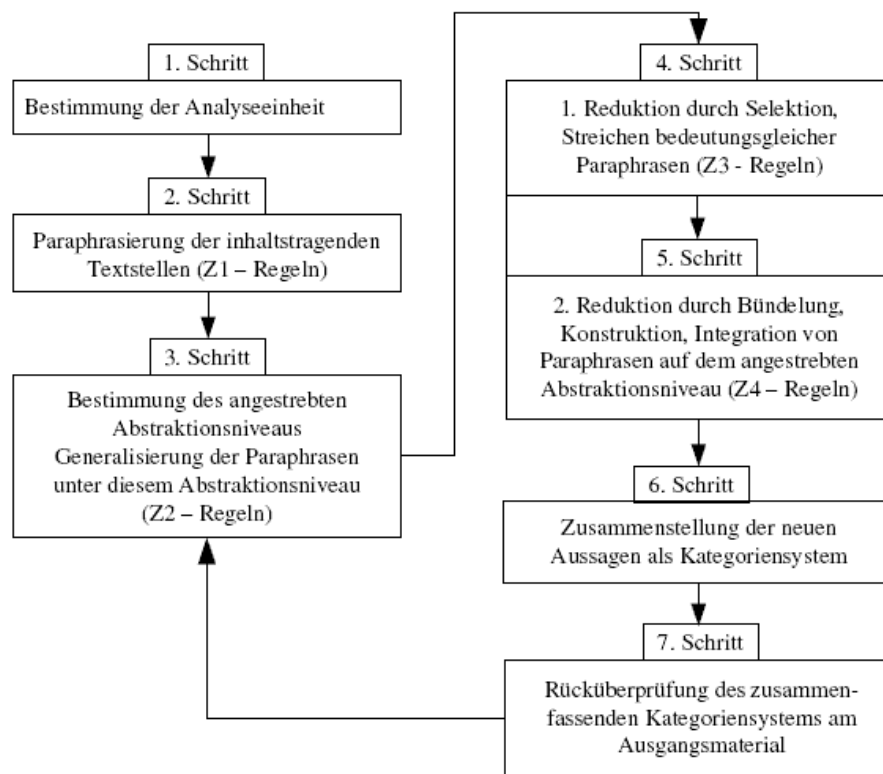 1. Schritt
Bestimmung der Analyseeinheit
2. Schritt
Paraphrasierung der inhaltstragenden
Textstellen (Z1 – Regeln)
3. Schritt
Bestimmung des angestrebten
Abstraktionsniveaus
Generalisierung der Paraphrasen
unter diesem Abstraktionsniveau
(Z2 – Regeln)
4. Schritt
1. Reduktion durch Selektion,
Streichen bedeutungsgleicher
Paraphrasen (Z3 - Regeln)
5. Schritt
2. Reduktion durch Bündelung,
Konstruktion, Integration von
Paraphrasen auf dem angestrebten
Abstraktionsniveau (Z4 – Regeln)
6. Schritt
Zusammenstellung der neuen
Aussagen als Kategoriensystem
7. Schritt
Rücküberprüfung des zusammen-
fassenden Kategoriensystems am
Ausgangsmaterial